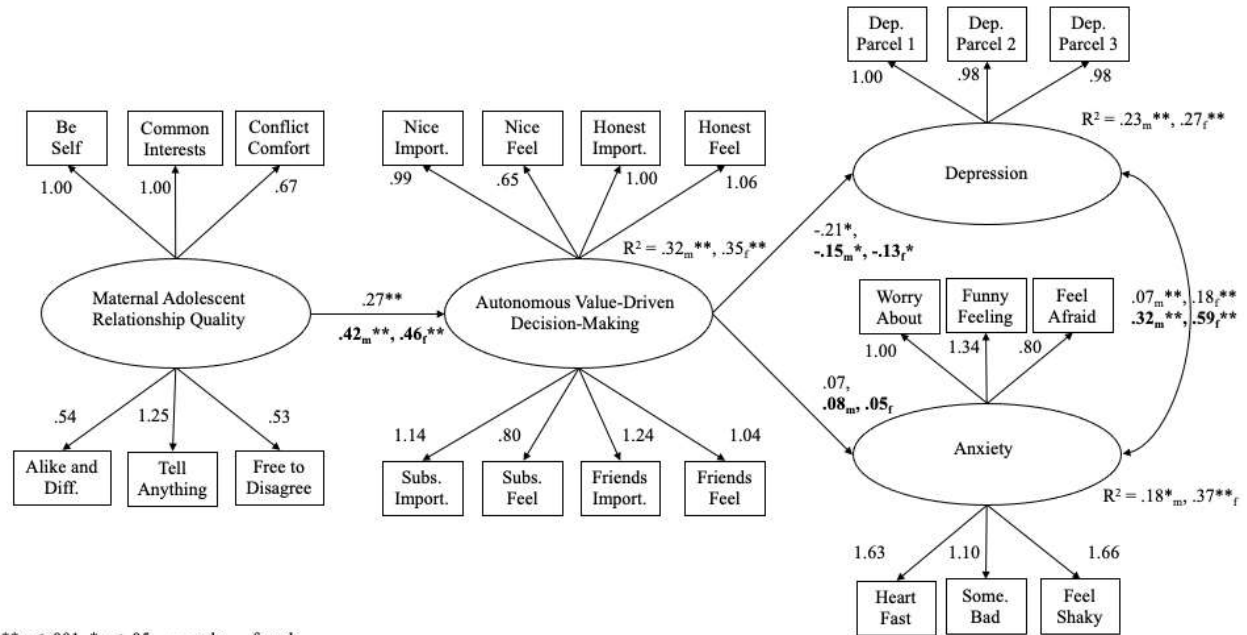 Dep.
Parcel 1
Dep.
Parcel 2
Dep.
Parcel 3
1.00
.98
.98
R² = .23ₘ**, .27f**
Depression
Be
Self
Common
Interests
Conflict
Comfort
1.00
1.00
.67
Nice
Import.
Nice
Feel
Honest
Import.
Honest
Feel
.99
.65
1.00
1.06
R² = .32ₘ**, .35f**
Maternal Adolescent
Relationship Quality
.27**
.42ₘ**, .46f**
Autonomous Value-Driven
Decision-Making
-.21*,
-.15ₘ*, -.13f*
.07,
.08ₘ, .05f
Worry
About
Funny
Feeling
Feel
Afraid
1.00
1.34
.80
.07ₘ**, .18f**
.32ₘ**, .59f**
Anxiety
R² = .18*ₘ, .37**f
.54
1.25
.53
Alike and
Diff.
Tell
Anything
Free to
Disagree
1.14
.80
1.24
1.04
Subs.
Import.
Subs.
Feel
Friends
Import.
Friends
Feel
1.63
1.10
1.66
Heart
Fast
Some.
Bad
Feel
Shaky